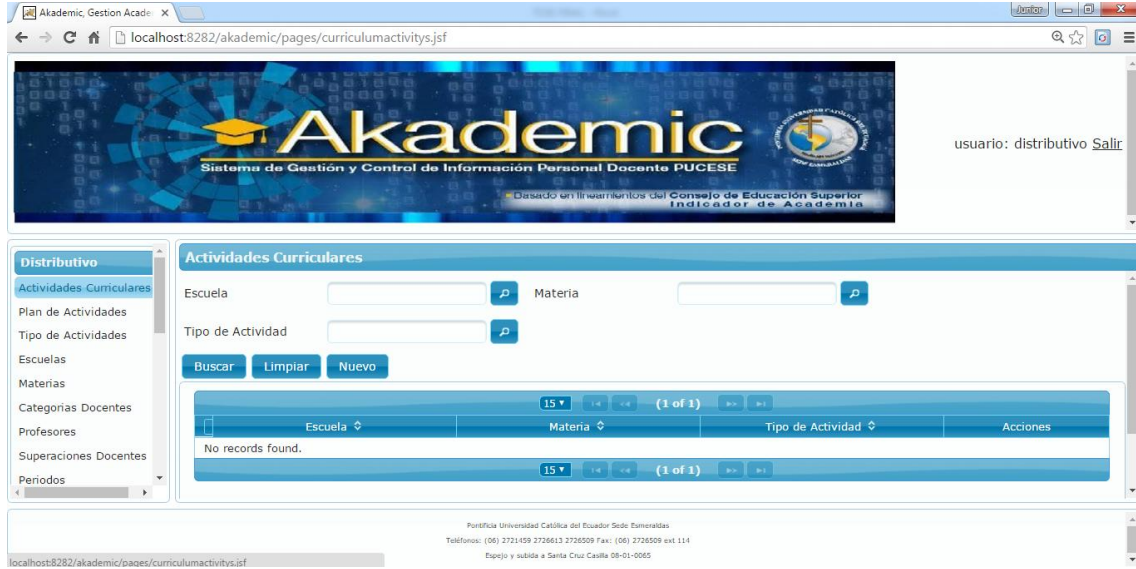 Akademic, Gestion Acade
Junior
localhost:8282/akademic/pages/curriculumactivitys.jsf
Akademic
Sistema de Gestión y Control de Información Personal Docente PUCESE
Basado en lineamientos del Consejo de Educación Superior
Indicador de Academia
usuario: distributivo Salir
Distributivo
Actividades Curriculares
Plan de Actividades
Tipo de Actividades
Escuelas
Materias
Categorias Docentes
Profesores
Superaciones Docentes
Periodos
Actividades Curriculares
Escuela
Materia
Tipo de Actividad
Buscar Limpiar Nuevo
15 (1 of 1)
Escuela Materia Tipo de Actividad Acciones
No records found.
15 (1 of 1)
Pontificia Universidad Católica del Ecuador Sede Esmeraldas
Teléfonos: (06) 2721459 2726613 2726509 Fax: (06) 2726509 ext 114
Espejo y subida a Santa Cruz Casilla 08-01-0065
localhost:8282/akademic/pages/curriculumactivitys.jsf